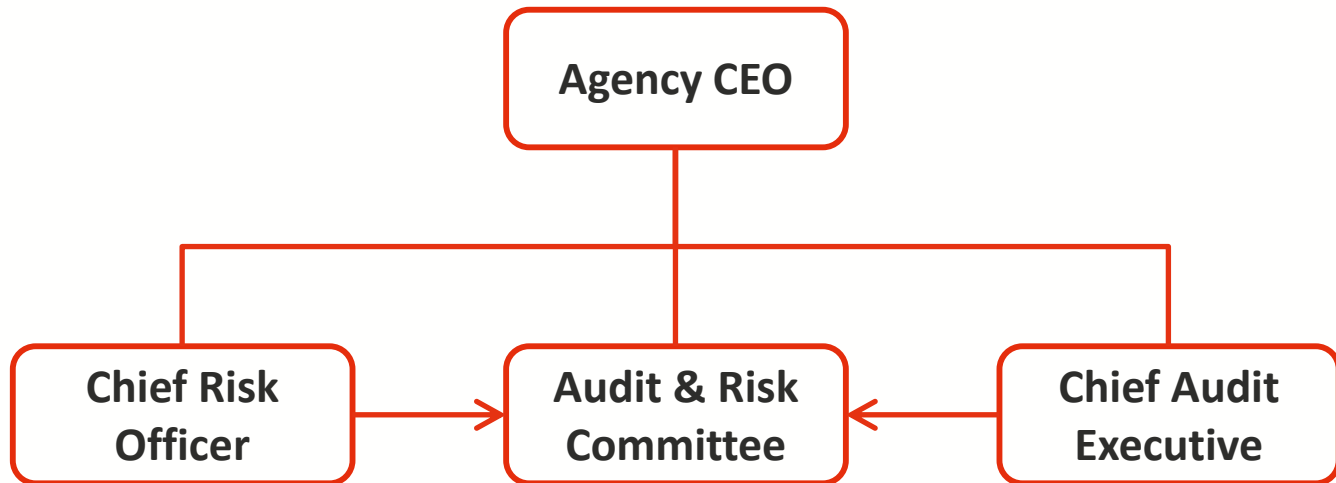 Agency CEO
Chief Risk
Officer
Audit & Risk
Committee
Chief Audit
Executive